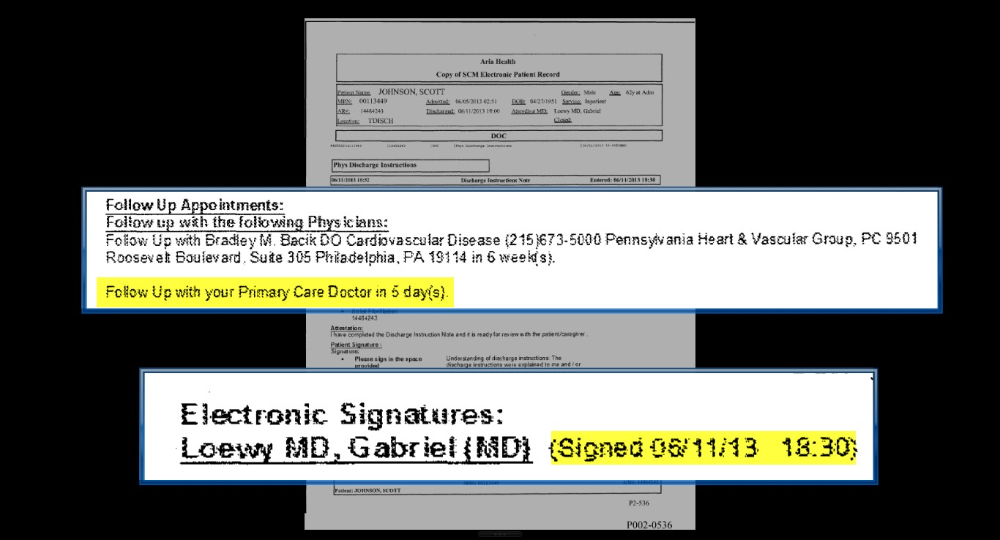 Aria Health
Copy of SCM Electronic Patient Record
Patient Name: JOHNSON, SCOTT Gender: Male Age: 62y at Adm
MRN: 00113449 Admitted: 06/05/2013 02:51 DOB: 04/27/1951 Service: Inpatient
AR#: 14484243 Discharged: 06/11/2013 19:00 Attending MD: Loewy MD, Gabriel
Location: TDISCH Closed:
DOC
14484243 |DOC |Phys Discharge Instructions
Phys Discharge Instructions
06/11/2013 10:52 Discharge Instructions Note Entered: 06/11/2013 18:30
Follow Up Appointments:
Follow up with the following Physicians:
Follow Up with Bradley M. Bacik DO Cardiovascular Disease (215)673-5000 Pennsylvania Heart & Vascular Group, PC 9501
Roosevelt Boulevard, Suite 305 Philadelphia, PA 19114 in 6 week(s).
Follow Up with your Primary Care Doctor in 5 day(s).
• Atrial Fibrillation
14484243
Attestation:
I have completed the Discharge Instruction Note and it is ready for review with the patient/caregiver .
Patient Signature :
Signature:
• Please sign in the space Understanding of discharge instructions: The
provided discharge instructions were explained to me and / or
Electronic Signatures:
Loewy MD, Gabriel (MD) (Signed 06/11/13 18:30)
Patient: JOHNSON, SCOTT
P2-536
P002-0536